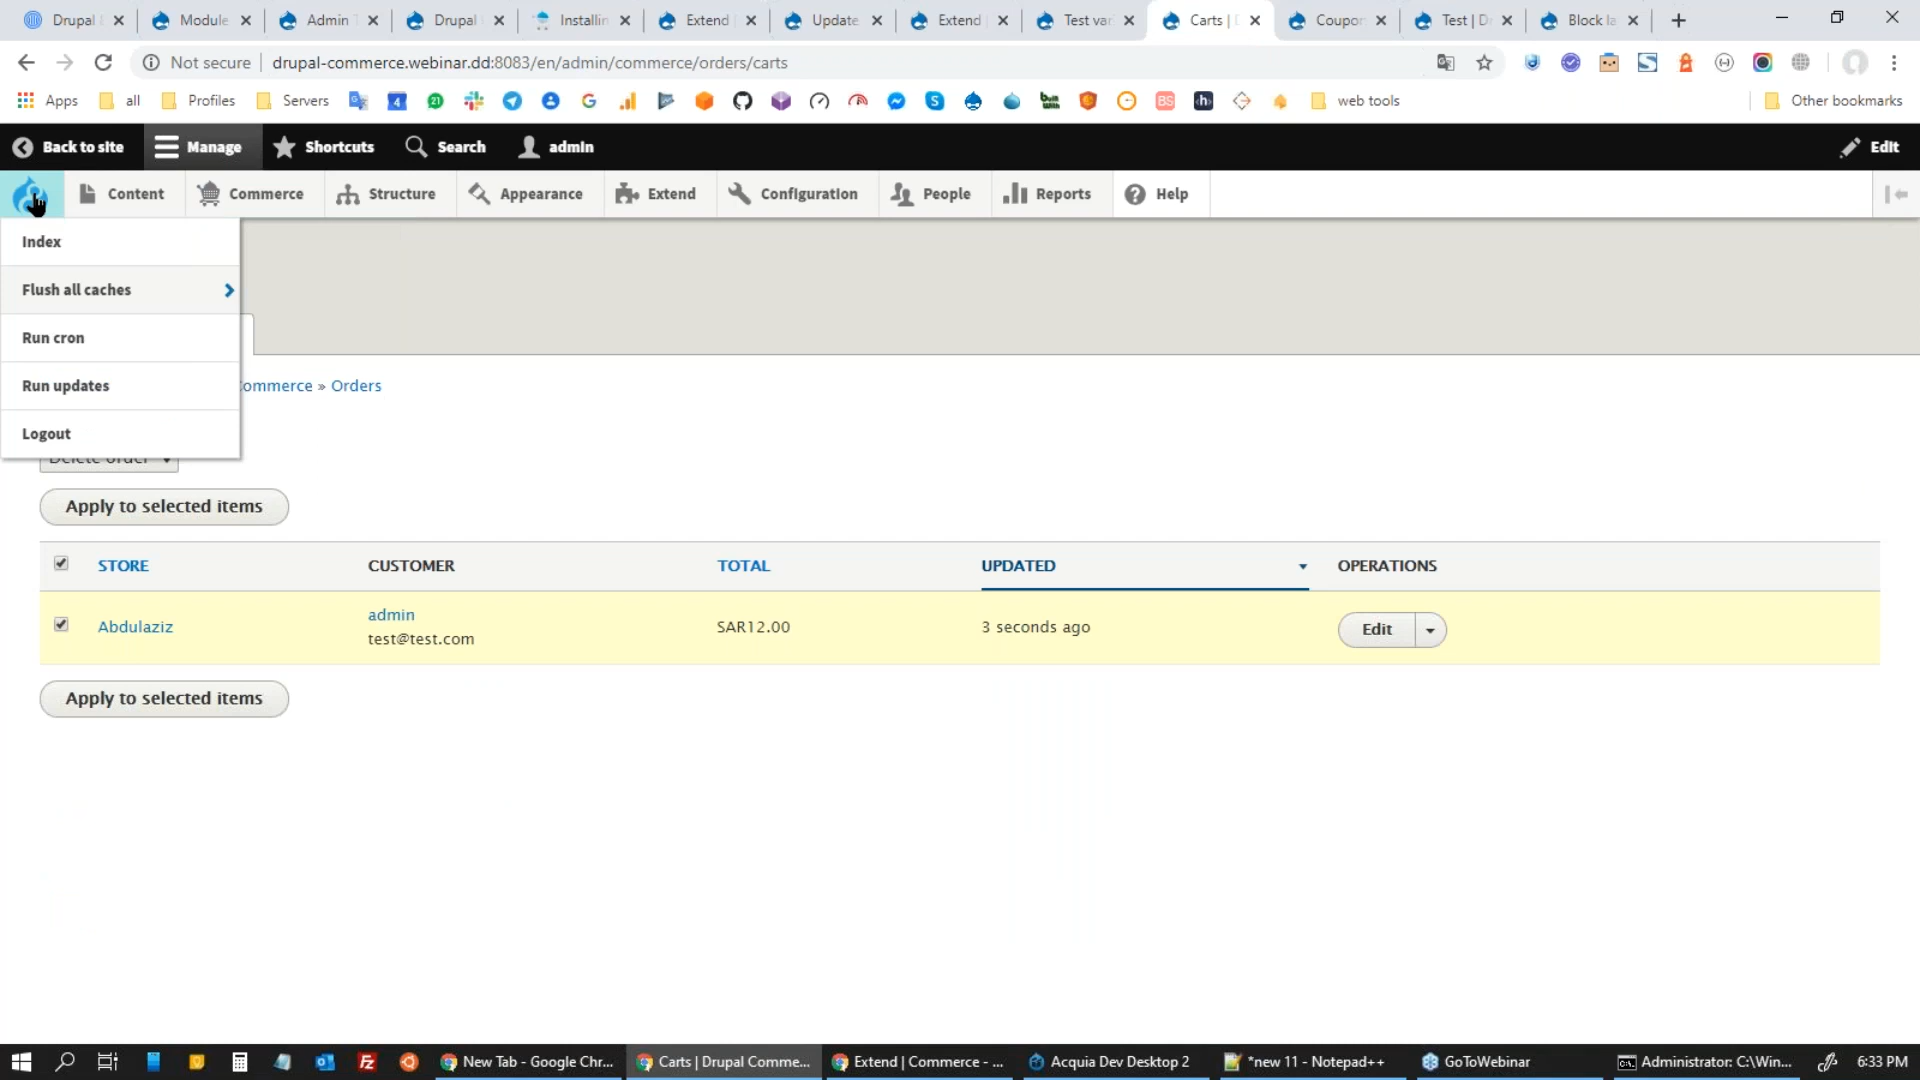 Drupal &
Module
Admin T
Drupal
Installin
Extend |
Update
Extend |
Test var
Carts | D
Coupon
Test | Dr
Block la
Not secure | drupal-commerce.webinar.dd:8083/en/admin/commerce/orders/carts
Apps
all
Profiles
Servers
web tools
Other bookmarks
Back to site
Manage
Shortcuts
Search
admin
Edit
Content
Commerce
Structure
Appearance
Extend
Configuration
People
Reports
Help
Index
Flush all caches
Run cron
Run updates
Logout
ommerce » Orders
Delete order
Apply to selected items
STORE CUSTOMER TOTAL UPDATED OPERATIONS
Abdulaziz
admin
test@test.com
SAR12.00
3 seconds ago
Edit
Apply to selected items
New Tab - Google Chr...
Carts | Drupal Comme...
Extend | Commerce - ...
Acquia Dev Desktop 2
*new 11 - Notepad++
GoToWebinar
Administrator: C:\Win...
6:33 PM